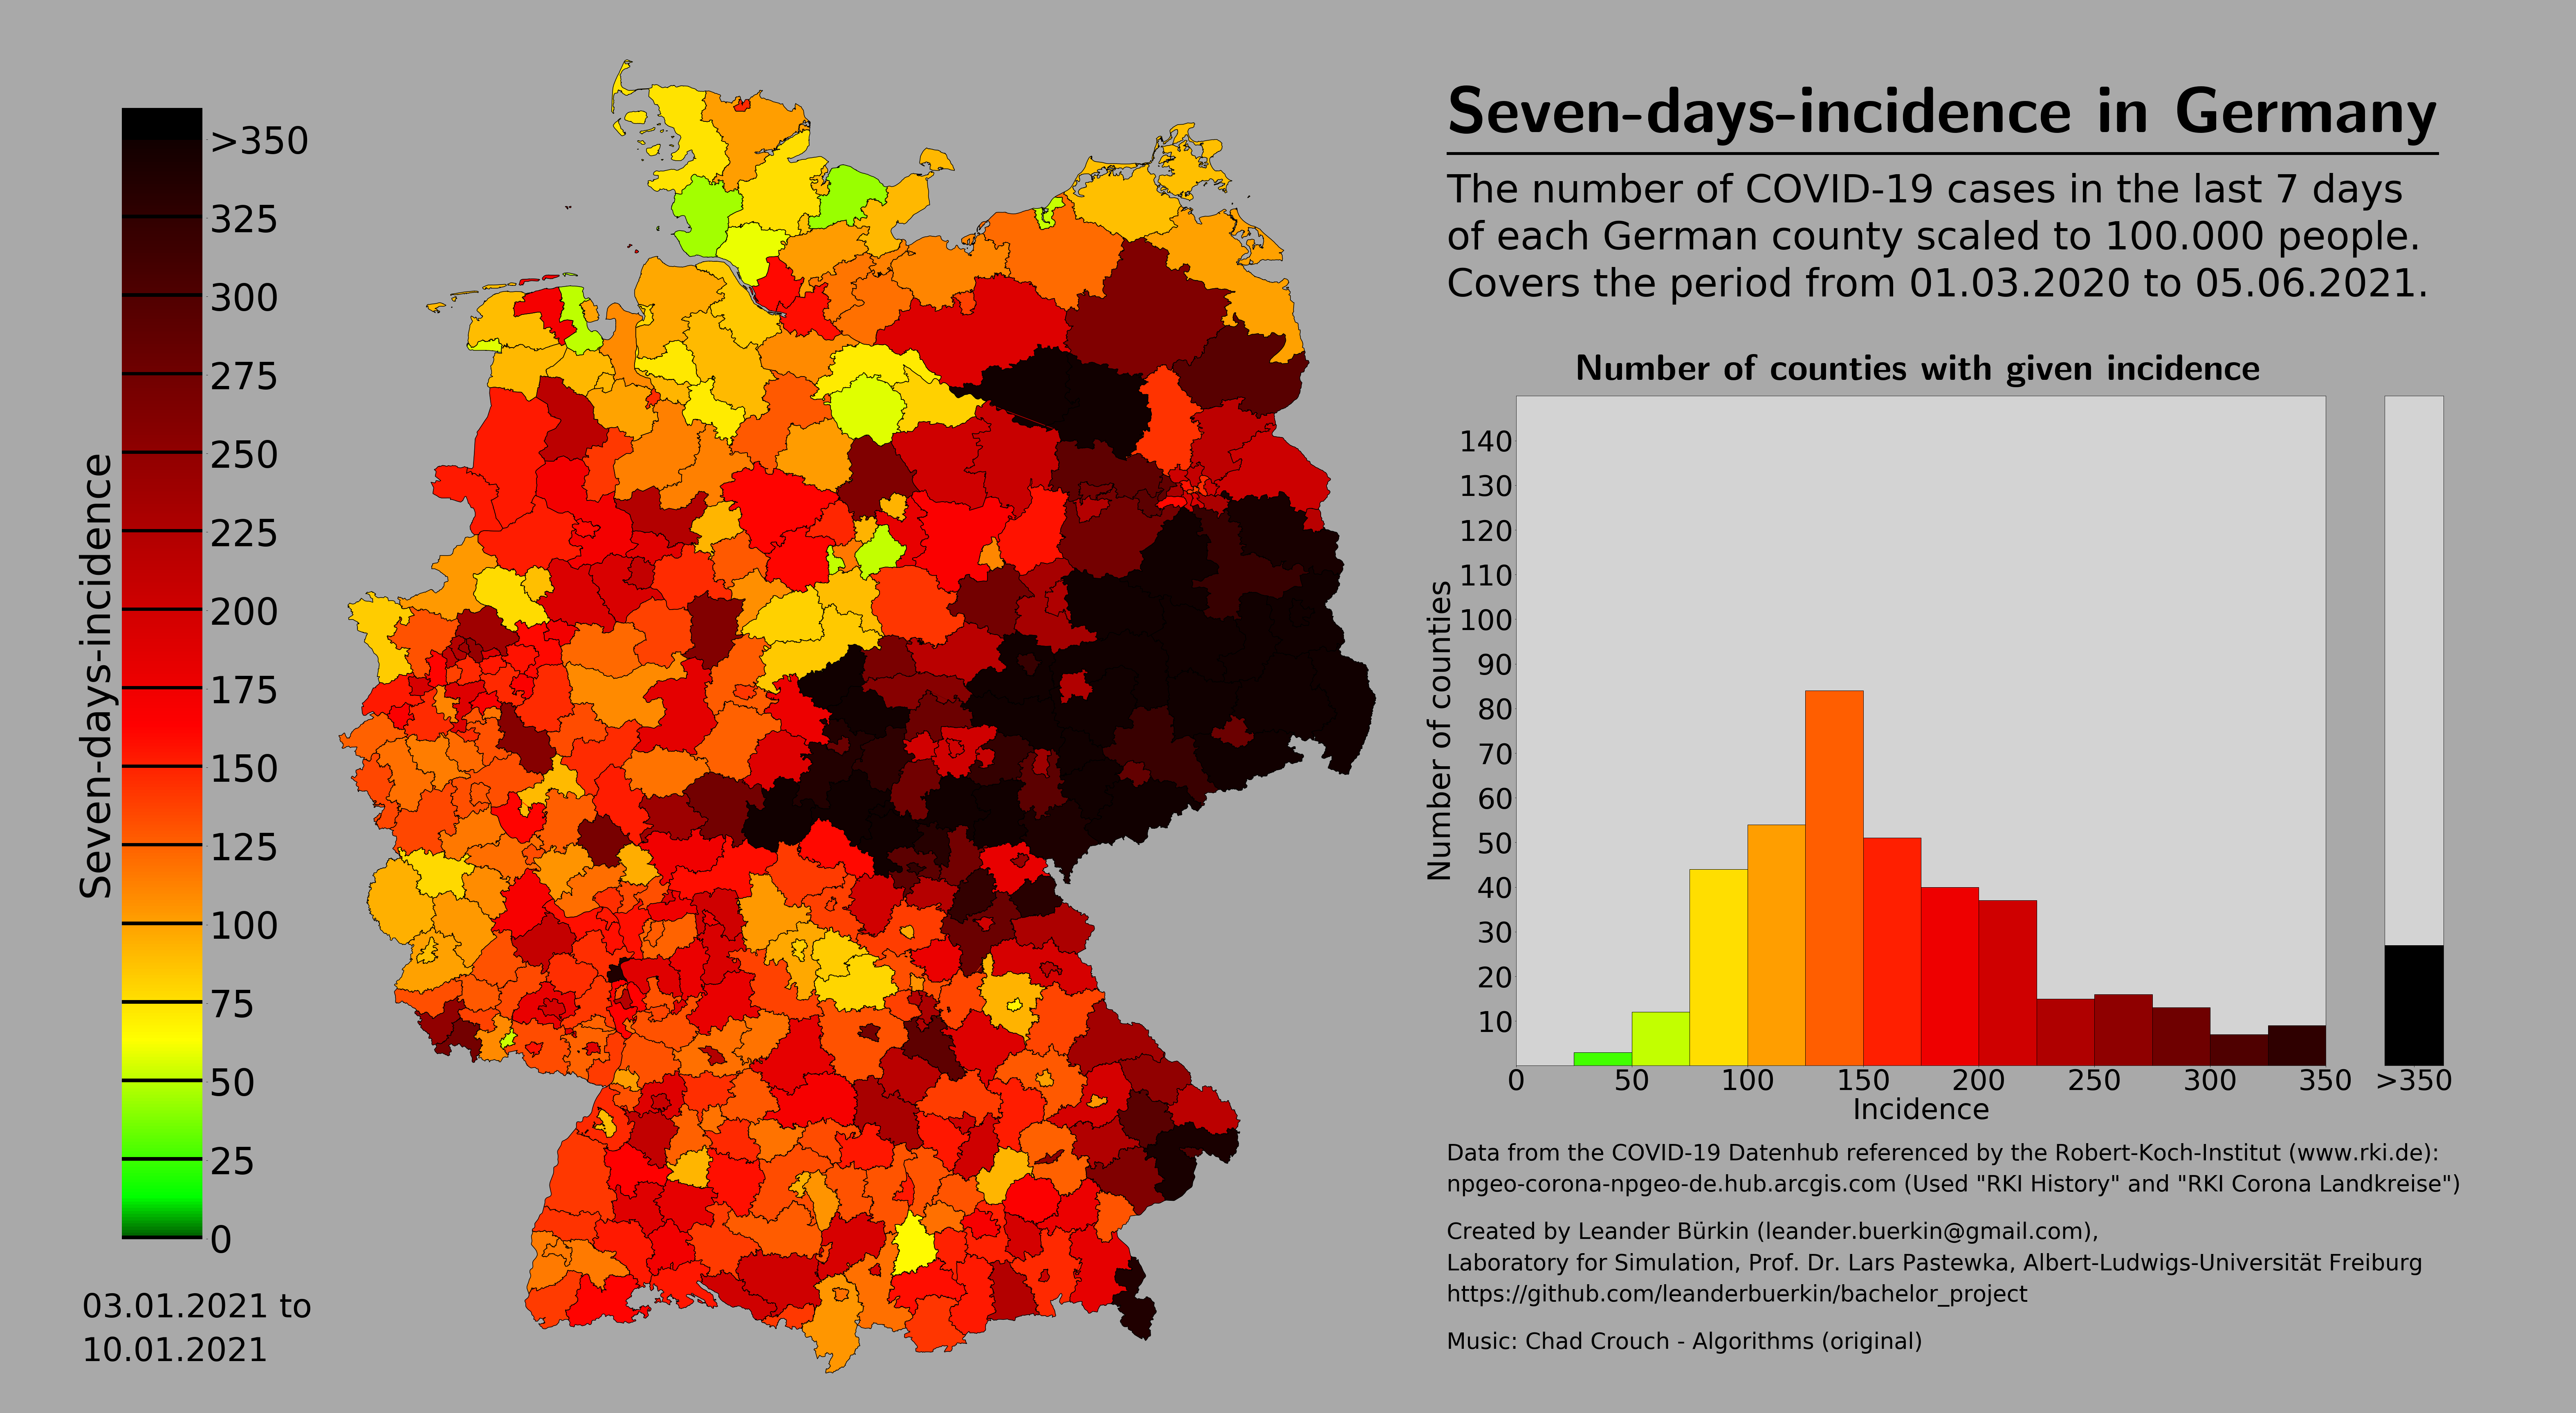 Seven-days-incidence
>350
325
300
275
250
225
200
175
150
125
100
75
50
25
0
03.01.2021 to
10.01.2021
Seven-days-incidence in Germany
The number of COVID-19 cases in the last 7 days
of each German county scaled to 100.000 people.
Covers the period from 01.03.2020 to 05.06.2021.
Number of counties with given incidence
Number of counties
140
130
120
110
100
90
80
70
60
50
40
30
20
10
0 50 100 150 200 250 300 350 >350
Incidence
Data from the COVID-19 Datenhub referenced by the Robert-Koch-Institut (www.rki.de):
npgeo-corona-npgeo-de.hub.arcgis.com (Used "RKI History" and "RKI Corona Landkreise")
Created by Leander Bürkin (leander.buerkin@gmail.com),
Laboratory for Simulation, Prof. Dr. Lars Pastewka, Albert-Ludwigs-Universität Freiburg
https://github.com/leanderbuerkin/bachelor_project
Music: Chad Crouch - Algorithms (original)